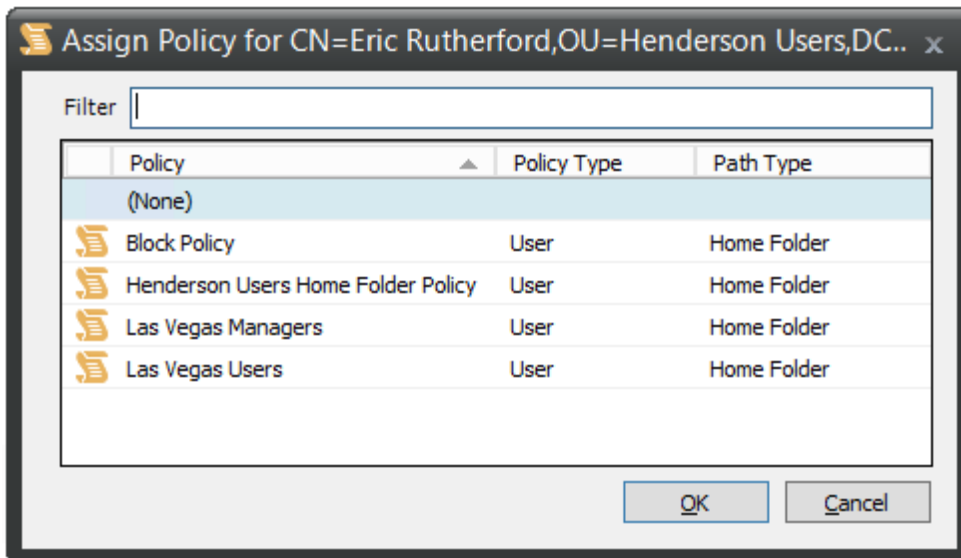 Assign Policy for CN=Eric Rutherford,OU=Henderson Users,DC..
Filter
Policy Policy Type Path Type
(None)
Block Policy User Home Folder
Henderson Users Home Folder Policy User Home Folder
Las Vegas Managers User Home Folder
Las Vegas Users User Home Folder
OK Cancel